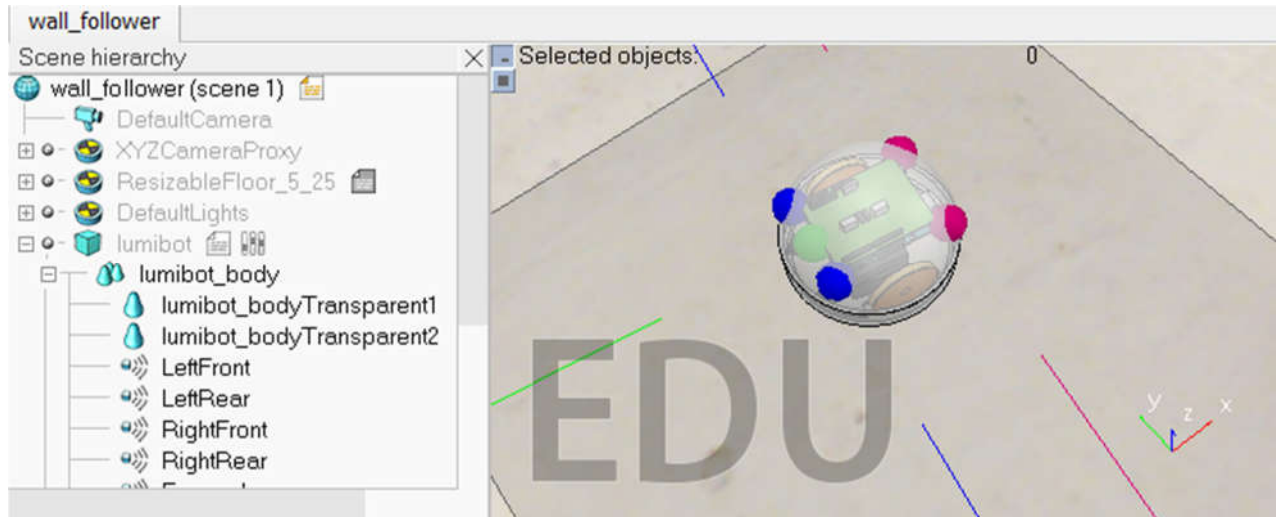 wall_follower
Scene hierarchy
Selected objects: 0
wall_follower (scene 1)
DefaultCamera
XYZCameraProxy
ResizableFloor_5_25
DefaultLights
lumibot
lumibot_body
lumibot_bodyTransparent1
lumibot_bodyTransparent2
LeftFront
LeftRear
RightFront
RightRear
EDU
y z x